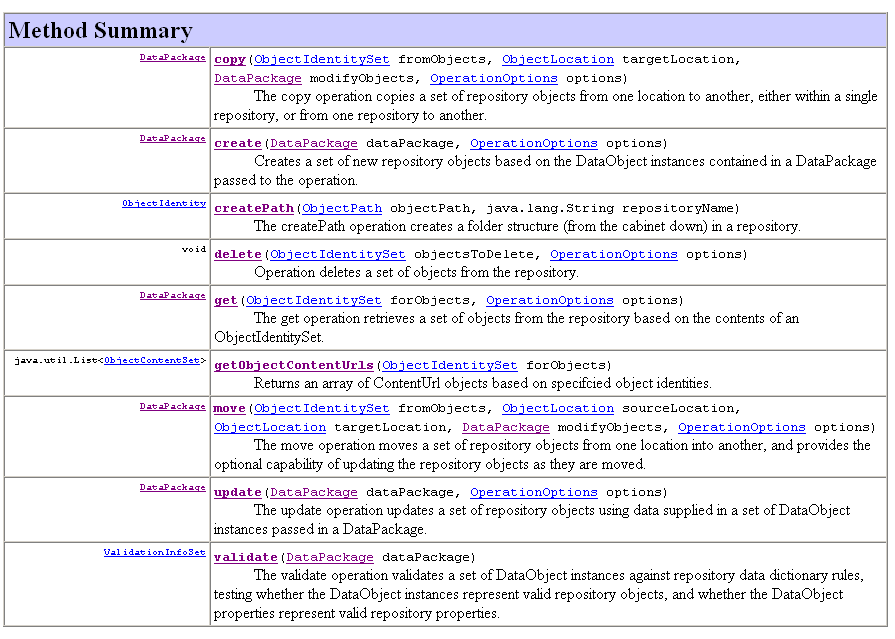 Method Summary
DataPackage copy(ObjectIdentitySet fromObjects, ObjectLocation targetLocation,
DataPackage modifyObjects, OperationOptions options)
The copy operation copies a set of repository objects from one location to another, either within a single
repository, or from one repository to another.
DataPackage create(DataPackage dataPackage, OperationOptions options)
Creates a set of new repository objects based on the DataObject instances contained in a DataPackage
passed to the operation.
ObjectIdentity createPath(ObjectPath objectPath, java.lang.String repositoryName)
The createPath operation creates a folder structure (from the cabinet down) in a repository.
void delete(ObjectIdentitySet objectsToDelete, OperationOptions options)
Operation deletes a set of objects from the repository.
DataPackage get(ObjectIdentitySet forObjects, OperationOptions options)
The get operation retrieves a set of objects from the repository based on the contents of an
ObjectIdentitySet.
java.util.List<ObjectContentSet> getObjectContentUrls(ObjectIdentitySet forObjects)
Returns an array of ContentUrl objects based on specifcied object identities.
DataPackage move(ObjectIdentitySet fromObjects, ObjectLocation sourceLocation,
ObjectLocation targetLocation, DataPackage modifyObjects, OperationOptions options)
The move operation moves a set of repository objects from one location into another, and provides the
optional capability of updating the repository objects as they are moved.
DataPackage update(DataPackage dataPackage, OperationOptions options)
The update operation updates a set of repository objects using data supplied in a set of DataObject
instances passed in a DataPackage.
ValidationInfoSet validate(DataPackage dataPackage)
The validate operation validates a set of DataObject instances against repository data dictionary rules,
testing whether the DataObject instances represent valid repository objects, and whether the DataObject
properties represent valid repository properties.